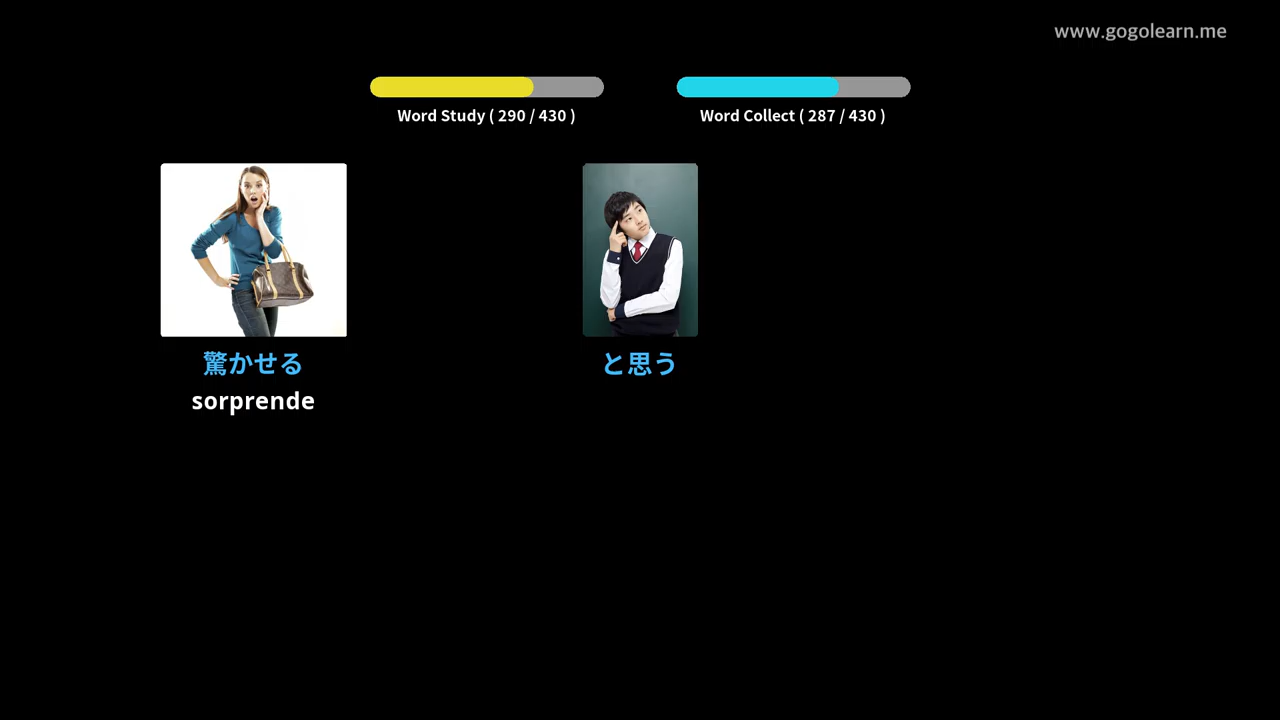 www.gogolearn.me
Word Study ( 290 / 430 )
Word Collect ( 287 / 430 )
驚かせる
と思う
sorprende